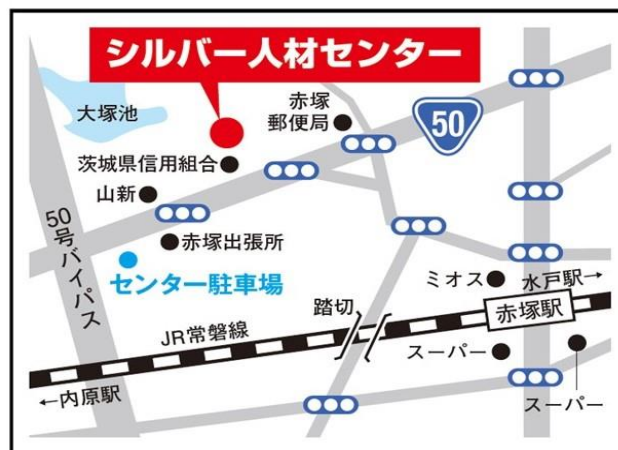 シルバー人材センター
大塚池
赤塚
郵便局
50
茨城県信用組合
山新
50号バイパス
赤塚出張所
センター駐車場
ミオス
水戸駅→
赤塚駅
踏切
JR常磐線
スーパー
←内原駅
スーパー